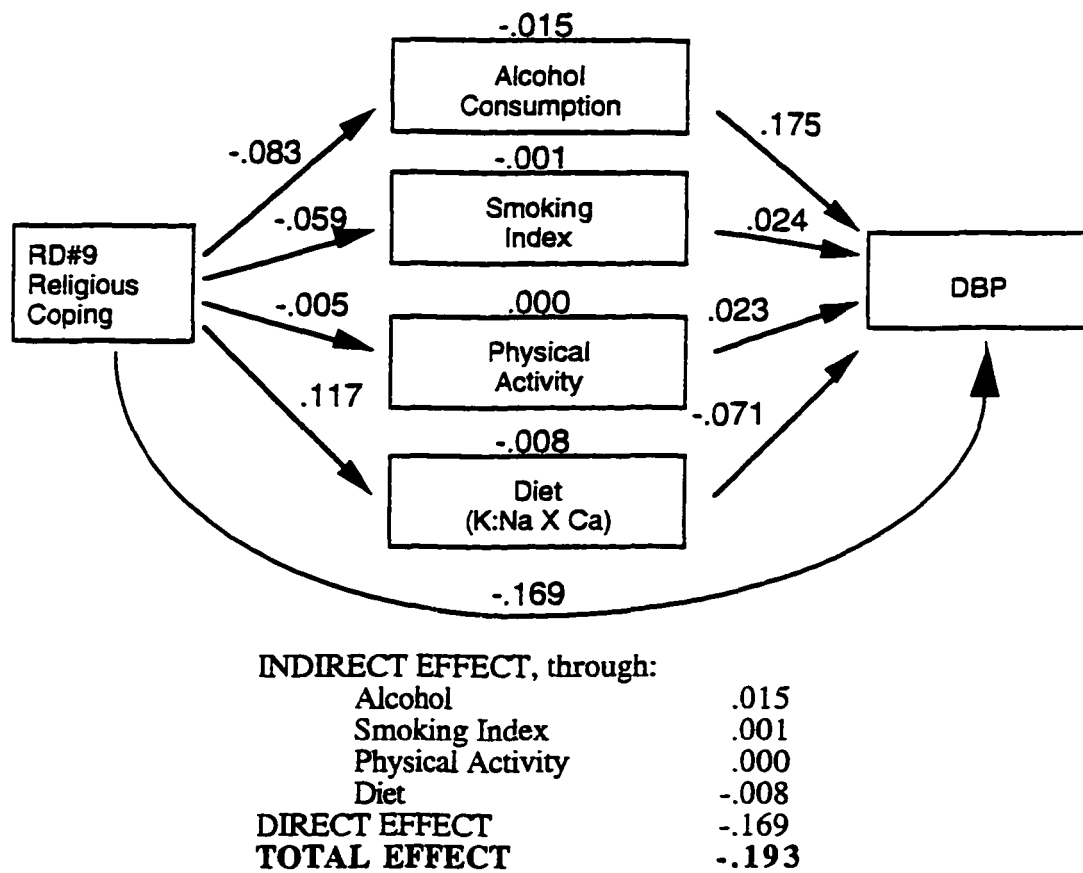 -.015
Alcohol
Consumption
-.083
.175
-.001
Smoking
Index
-.059
.024
RD#9
Religious
Coping
DBP
.000
-.005
.023
Physical
Activity
.117
-.071
-.008
Diet
(K:Na X Ca)
-.169
INDIRECT EFFECT, through:
Alcohol .015
Smoking Index .001
Physical Activity .000
Diet -.008
DIRECT EFFECT -.169
TOTAL EFFECT -.193